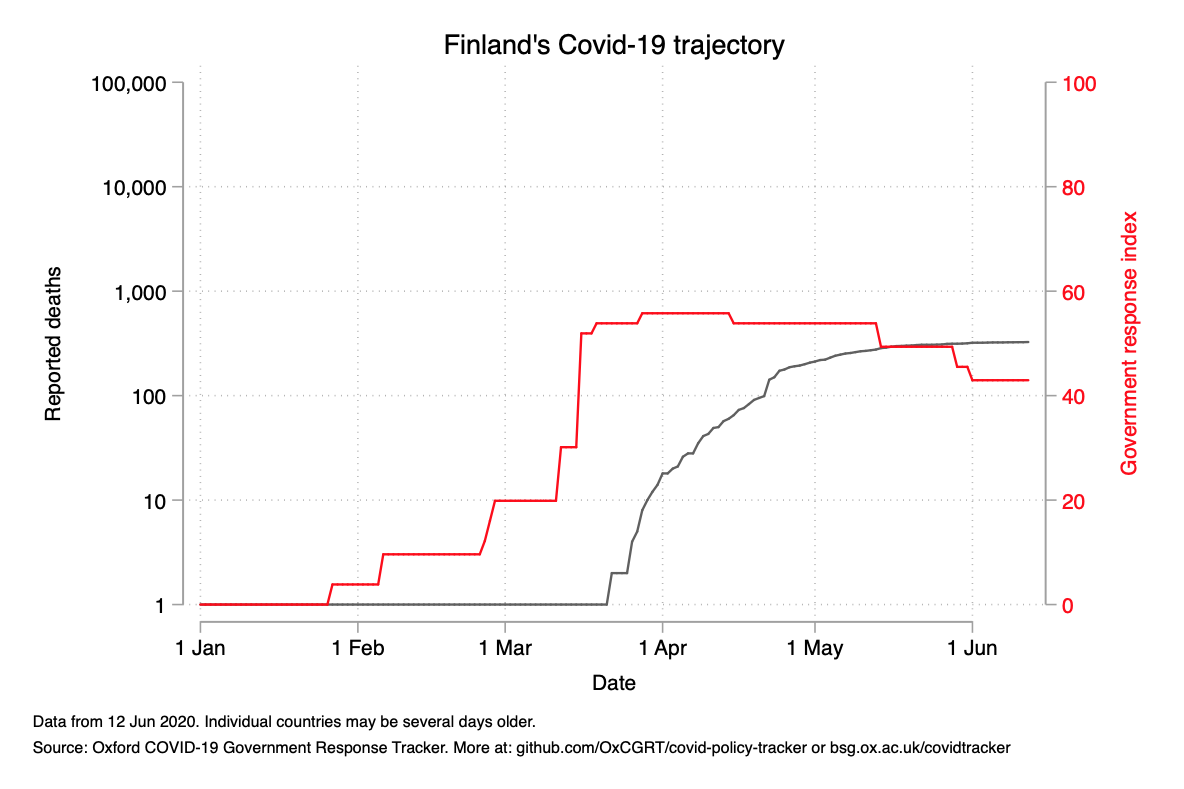 Finland's Covid-19 trajectory
100,000
10,000
1,000
100
10
1
Reported deaths
100
80
60
40
20
0
Government response index
1 Jan
1 Feb
1 Mar
1 Apr
1 May
1 Jun
Date
Data from 12 Jun 2020. Individual countries may be several days older.
Source: Oxford COVID-19 Government Response Tracker. More at: github.com/OxCGRT/covid-policy-tracker or bsg.ox.ac.uk/covidtracker